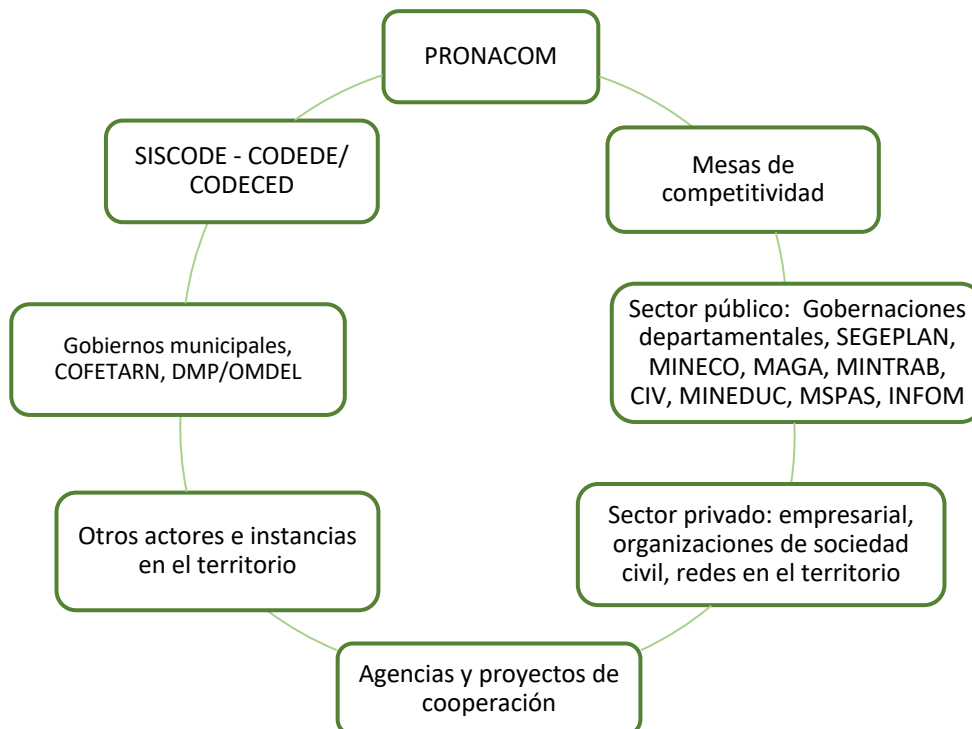 PRONACOM
SISCODE - CODEDE/
CODECED
Mesas de
competitividad
Gobiernos municipales,
COFETARN, DMP/OMDEL
Sector público: Gobernaciones
departamentales, SEGEPLAN,
MINECO, MAGA, MINTRAB,
CIV, MINEDUC, MSPAS, INFOM
Otros actores e instancias
en el territorio
Sector privado: empresarial,
organizaciones de sociedad
civil, redes en el territorio
Agencias y proyectos de
cooperación